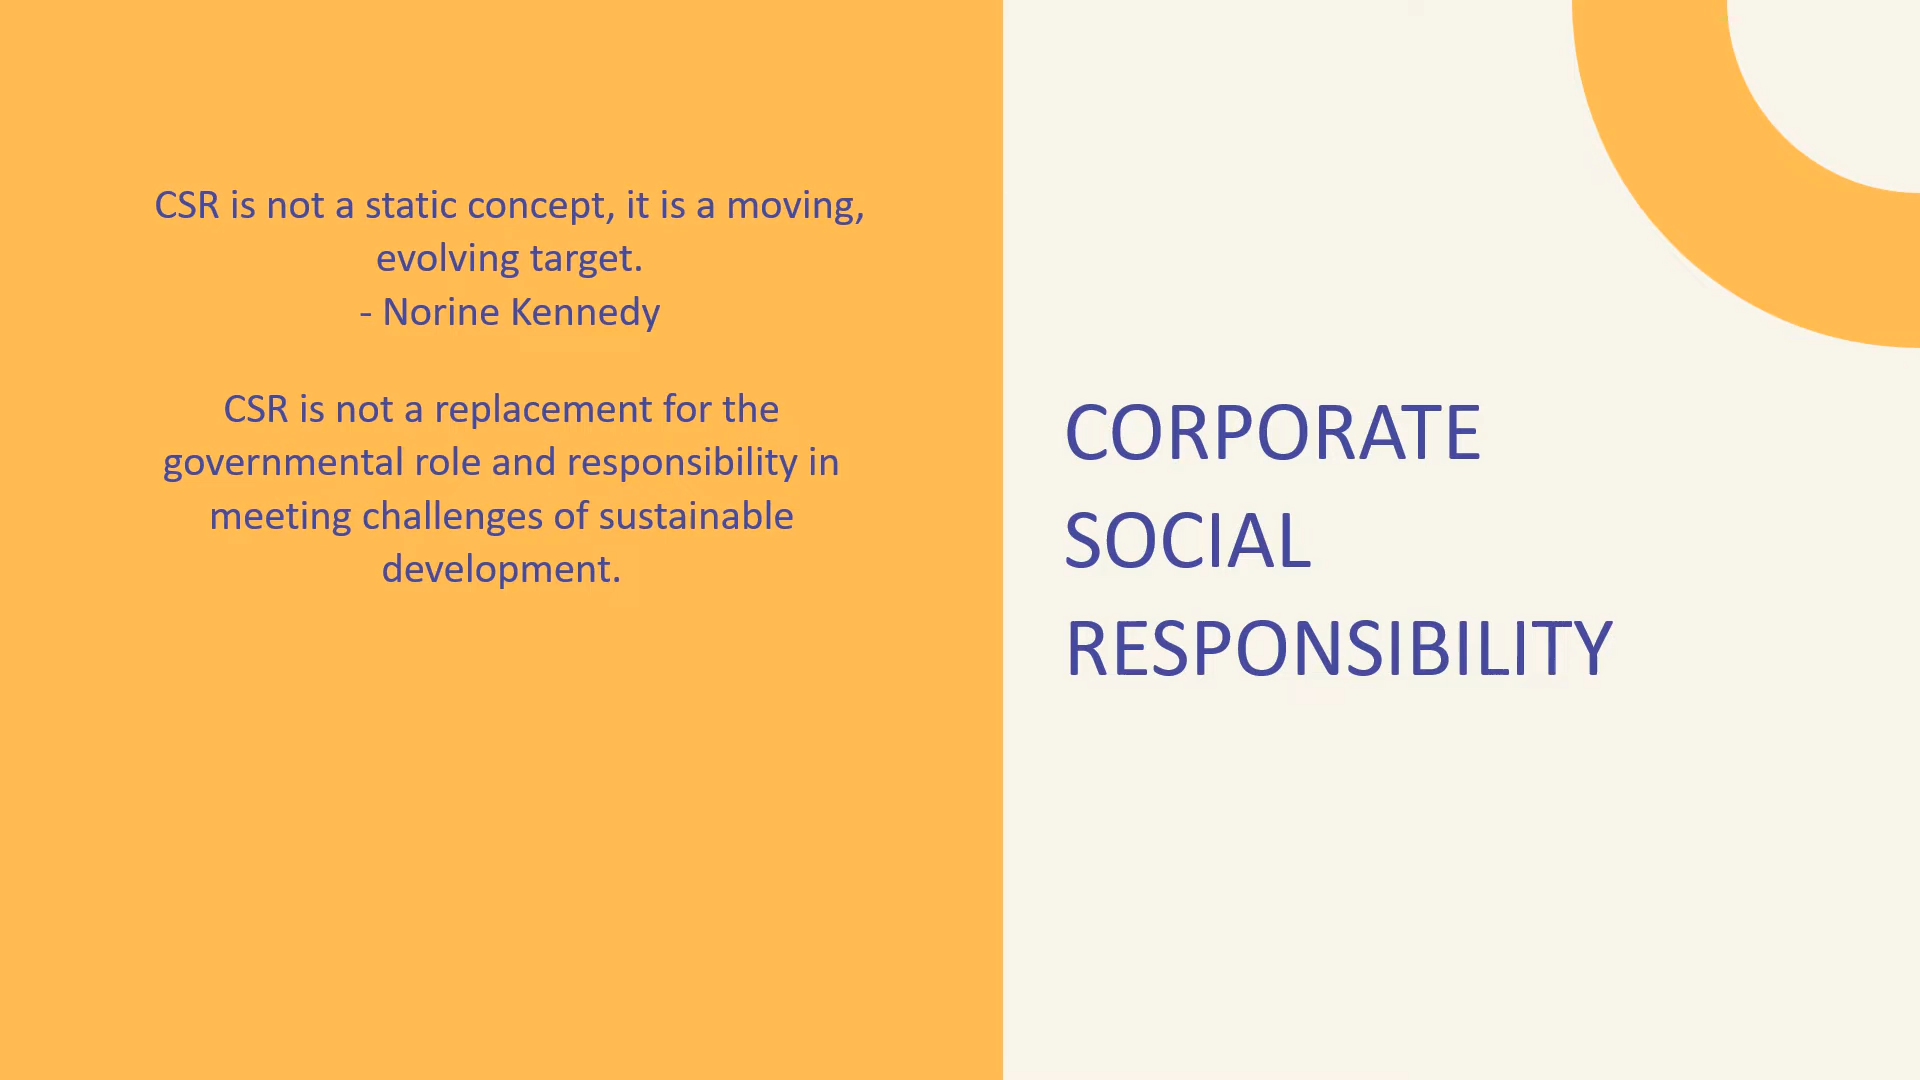 CSR is not a static concept, it is a moving,
evolving target.
- Norine Kennedy
CSR is not a replacement for the
governmental role and responsibility in
meeting challenges of sustainable
development.
CORPORATE
SOCIAL
RESPONSIBILITY